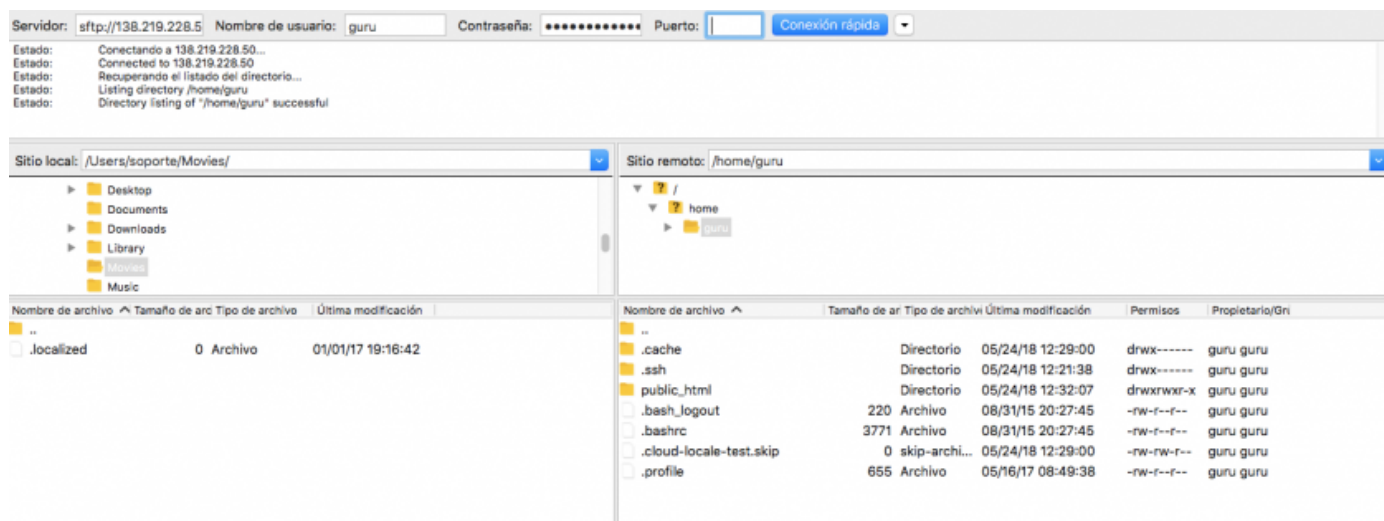 Servidor: sftp://138.219.228.5 Nombre de usuario: guru Contraseña: ●●●●●●●●●●●● Puerto: Conexión rápida
Estado: Conectando a 138.219.228.50...
Estado: Connected to 138.219.228.50
Estado: Recuperando el listado del directorio...
Estado: Listing directory /home/guru
Estado: Directory listing of "/home/guru" successful
Sitio local: /Users/soporte/Movies/
Desktop
Documents
Downloads
Library
Movies
Music
Nombre de archivo Tamaño de arc Tipo de archivo Última modificación
..
.localized 0 Archivo 01/01/17 19:16:42
Sitio remoto: /home/guru
? /
? home
guru
Nombre de archivo Tamaño de ar Tipo de archivi Última modificación Permisos Propietario/Gru
..
.cache Directorio 05/24/18 12:29:00 drwx------ guru guru
.ssh Directorio 05/24/18 12:21:38 drwx------ guru guru
public_html Directorio 05/24/18 12:32:07 drwxrwxr-x guru guru
.bash_logout 220 Archivo 08/31/15 20:27:45 -rw-r--r-- guru guru
.bashrc 3771 Archivo 08/31/15 20:27:45 -rw-r--r-- guru guru
.cloud-locale-test.skip 0 skip-archi... 05/24/18 12:29:00 -rw-rw-r-- guru guru
.profile 655 Archivo 05/16/17 08:49:38 -rw-r--r-- guru guru